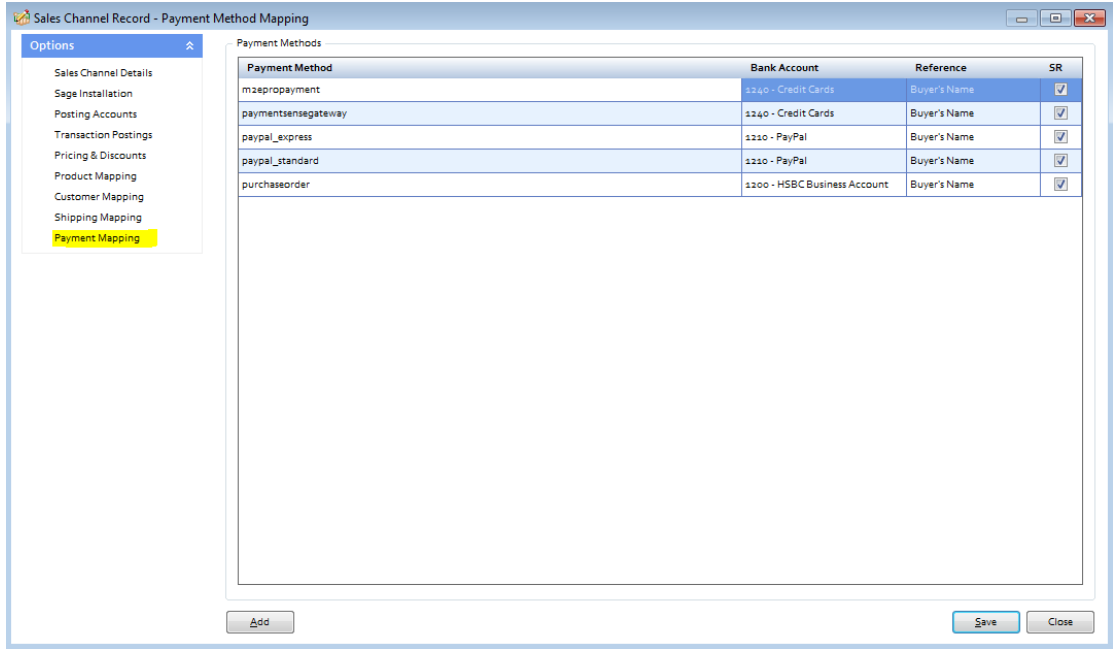 Sales Channel Record - Payment Method Mapping
Options
Sales Channel Details
Sage Installation
Posting Accounts
Transaction Postings
Pricing & Discounts
Product Mapping
Customer Mapping
Shipping Mapping
Payment Mapping
Payment Methods
Payment Method Bank Account Reference SR
m2epropayment 1240 - Credit Cards Buyer's Name
paymentsensegateway 1240 - Credit Cards Buyer's Name
paypal_express 1210 - PayPal Buyer's Name
paypal_standard 1210 - PayPal Buyer's Name
purchaseorder 1200 - HSBC Business Account Buyer's Name
Add Save Close